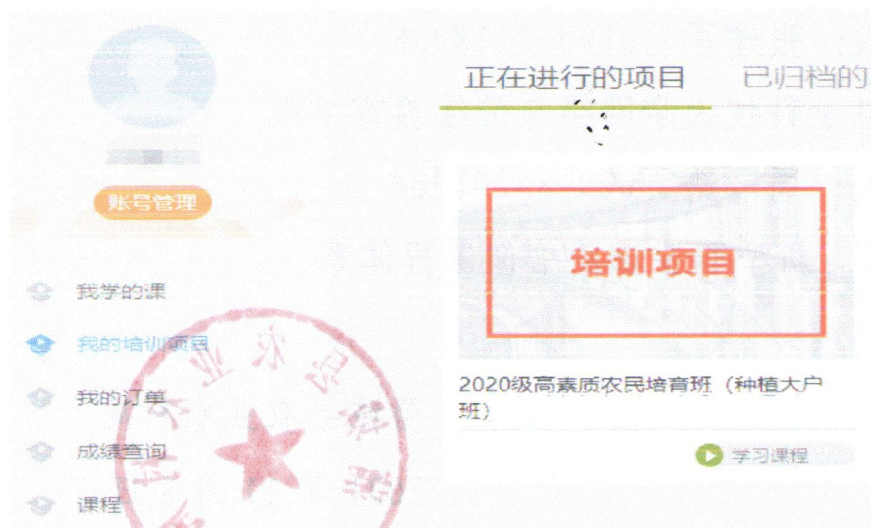 正在进行的项目 已归档的
账号管理
培训项目
我学的课
我的培训项目
2020级高素质农民培育班（种植大户
班）
我的订单
成绩查询
学习课程
课程